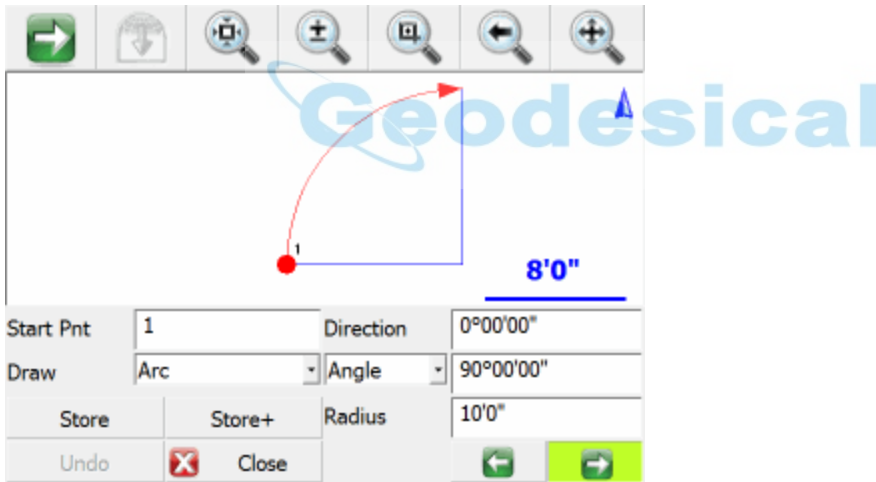 Geodesical
1
8'0"
Start Pnt 1 Direction 0°00'00"
Draw Arc Angle 90°00'00"
Store Store+ Radius 10'0"
Undo Close